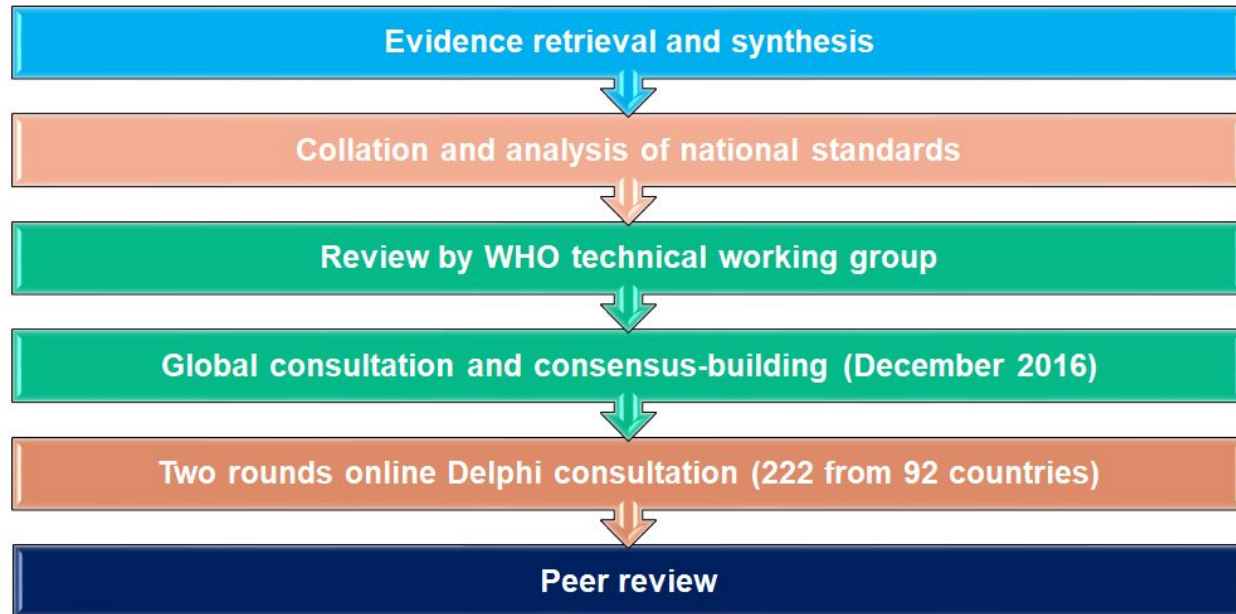 Evidence retrieval and synthesis
Collation and analysis of national standards
Review by WHO technical working group
Global consultation and consensus-building (December 2016)
Two rounds online Delphi consultation (222 from 92 countries)
Peer review